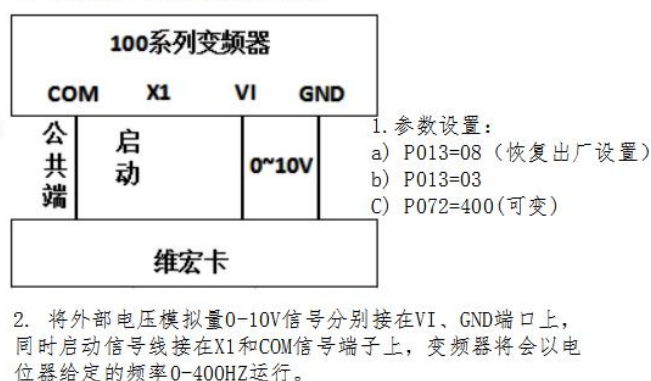 100系列变频器
COM X1 VI GND
公共端
启动
0~10V
维宏卡
1.参数设置：
a) P013=08（恢复出厂设置）
b) P013=03
C) P072=400(可变)
2. 将外部电压模拟量0-10V信号分别接在VI、GND端口上，
同时启动信号线接在X1和COM信号端子上，变频器将会以电
位器给定的频率0-400HZ运行。